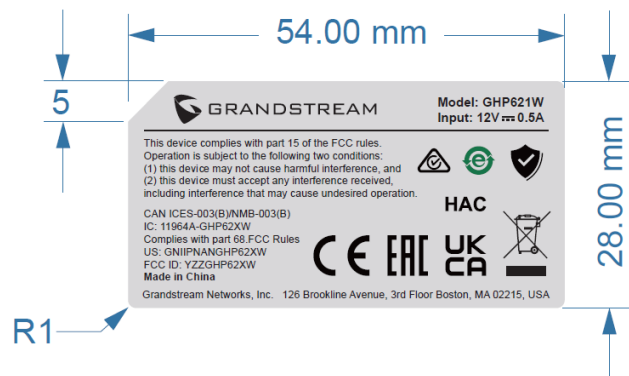 54.00 mm
5
GRANDSTREAM
Model: GHP621W
Input: 12V⎓0.5A
This device complies with part 15 of the FCC rules.
Operation is subject to the following two conditions:
(1) this device may not cause harmful interference, and
(2) this device must accept any interference received,
including interference that may cause undesired operation.
HAC
CAN ICES-003(B)/NMB-003(B)
IC: 11964A-GHP62XW
Complies with part 68.FCC Rules
US: GNIIPNANGHP62XW
FCC ID: YZZGHP62XW
Made in China
CE
EAC
UK
CA
Grandstream Networks, Inc. 126 Brookline Avenue, 3rd Floor Boston, MA 02215, USA
28.00 mm
R1